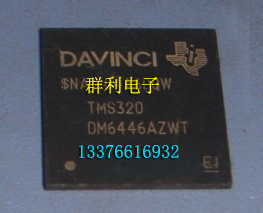 DAVINCI
群利电子
TMS320
DM6446AZWT
13376616932
EJ